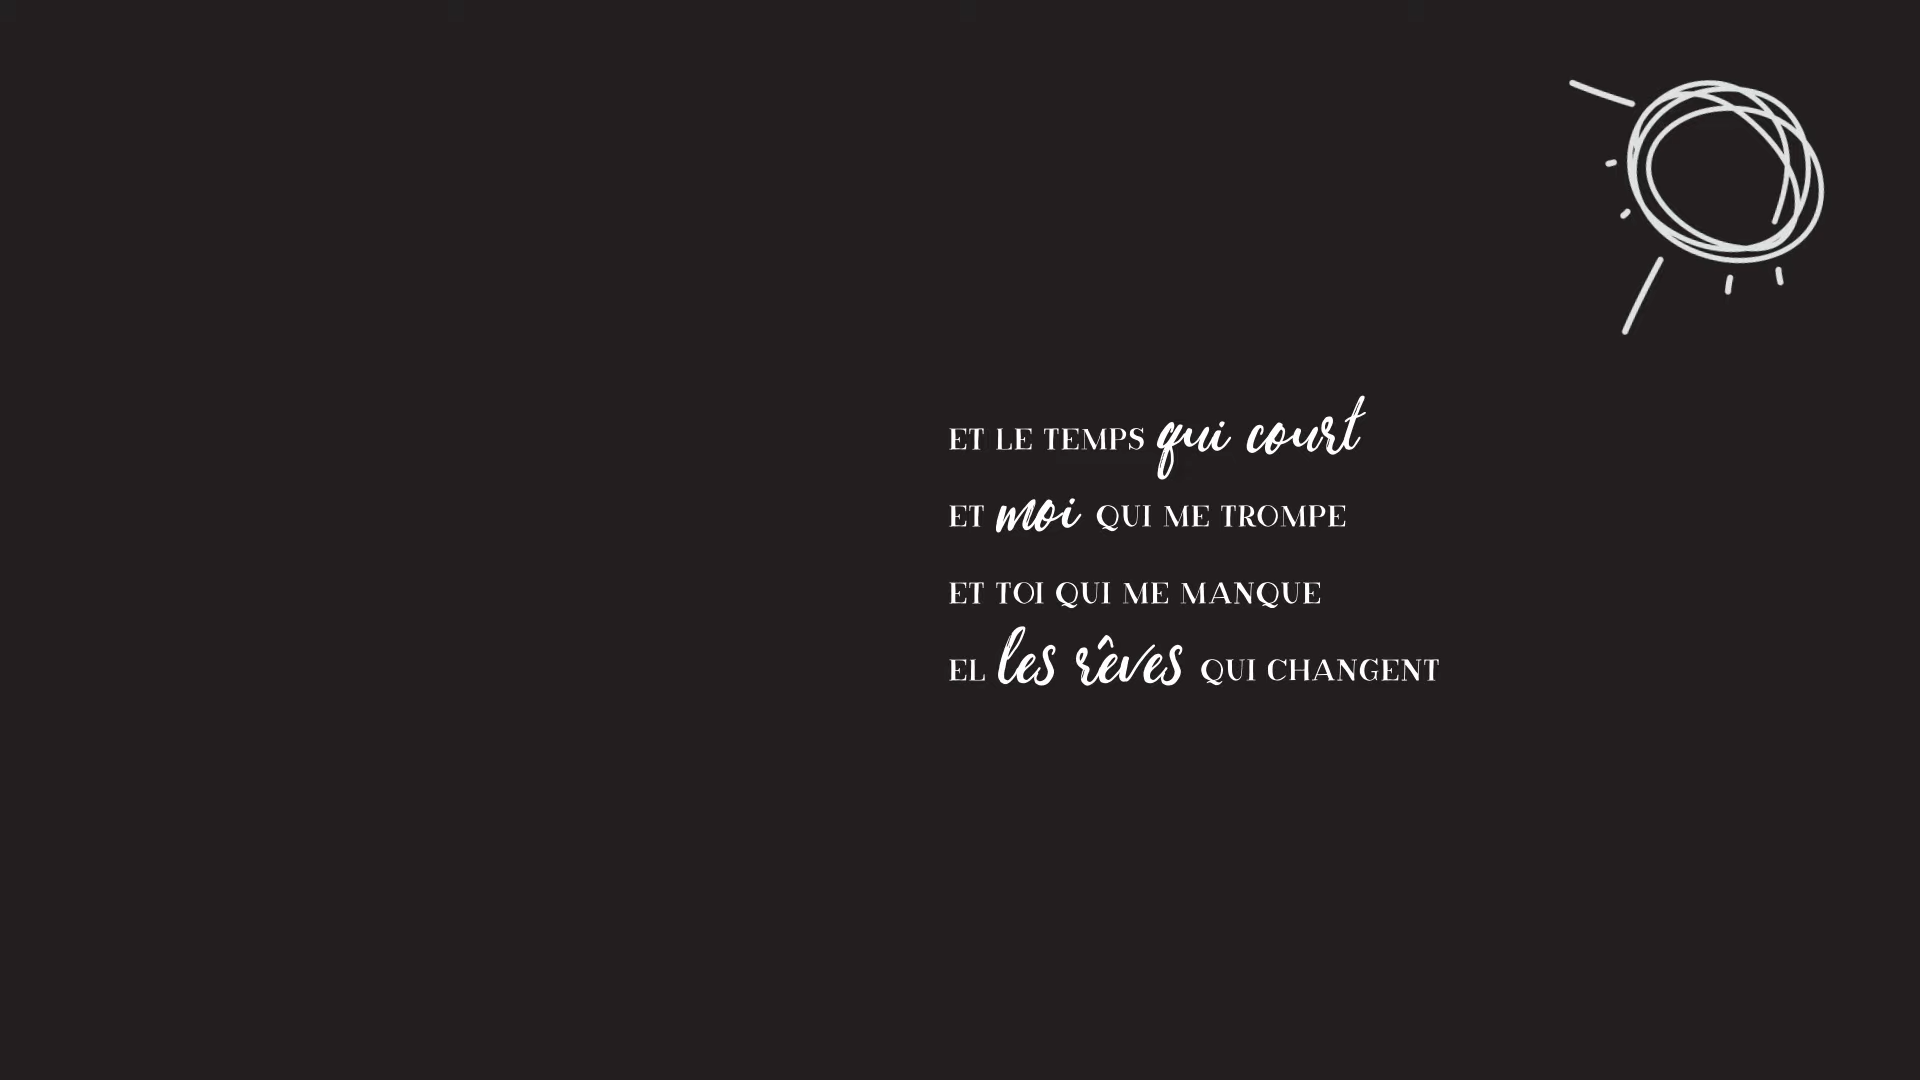 ET LE TEMPS qui court
ET moi QUI ME TROMPE
ET TOI QUI ME MANQUE
EL les rêves QUI CHANGENT